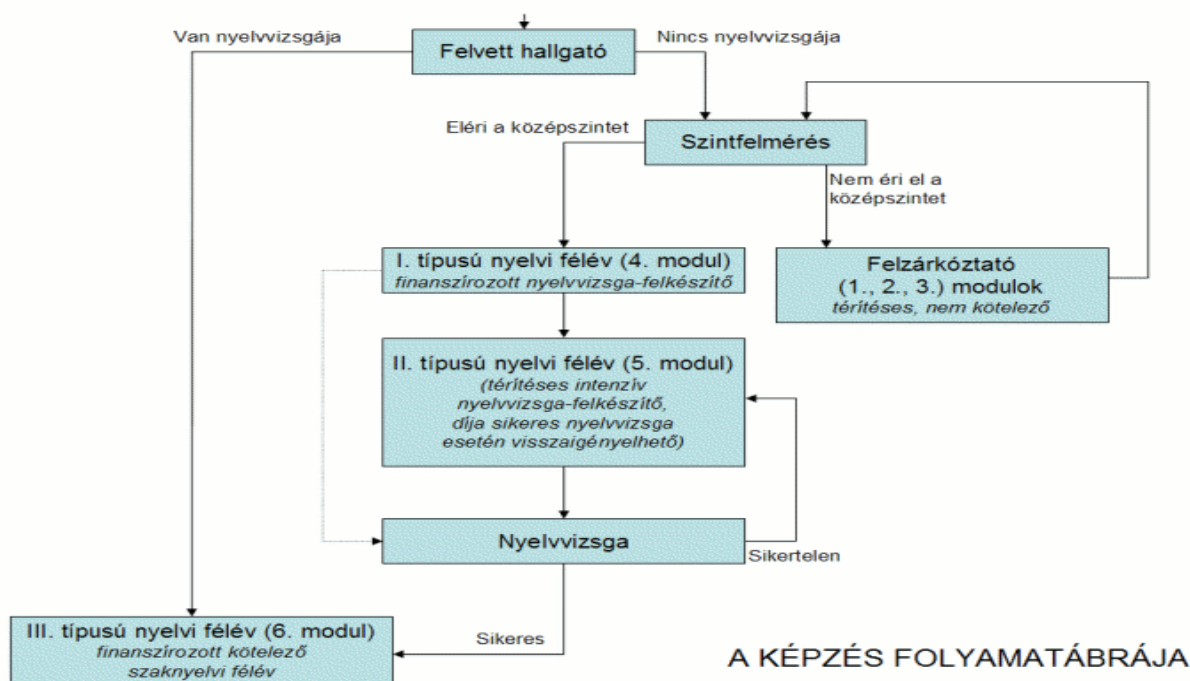 Van nyelvvizsgája
Felvett hallgató
Nincs nyelvvizsgája
Eléri a középszintet
Szintfelmérés
Nem éri el a
középszintet
I. típusú nyelvi félév (4. modul)
finanszírozott nyelvvizsga-felkészítő
Felzárkóztató
(1., 2., 3.) modulok
térítéses, nem kötelező
II. típusú nyelvi félév (5. modul)
(térítéses intenzív
nyelvvizsga-felkészítő,
díja sikeres nyelvvizsga
esetén visszaigényelhető)
Nyelvvizsga
Sikertelen
III. típusú nyelvi félév (6. modul)
finanszírozott kötelező
szaknyelvi félév
Sikeres
A KÉPZÉS FOLYAMATÁBRÁJA